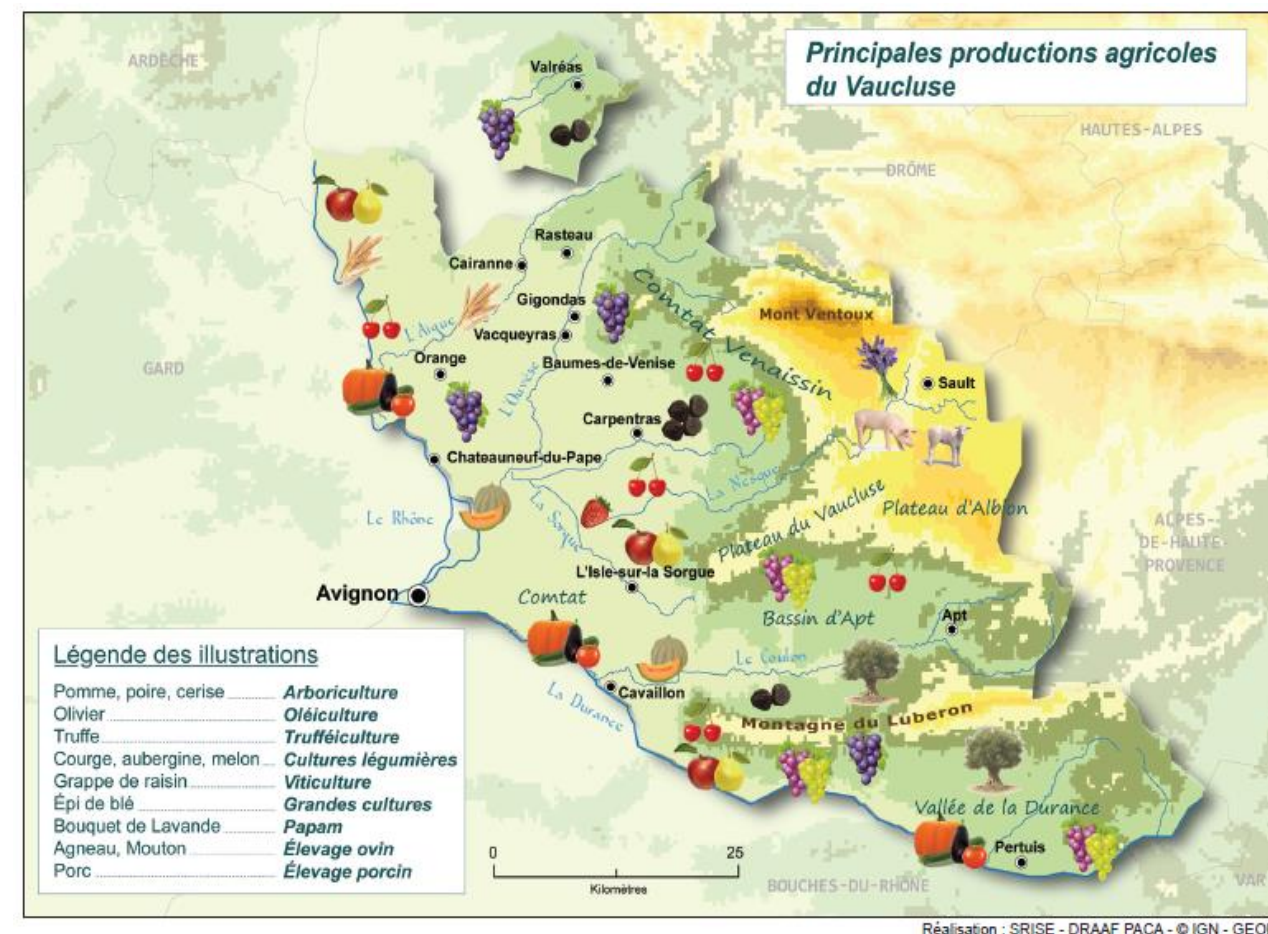 Principales productions agricoles
du Vaucluse
ARDÈCHE
Valréas
HAUTES-ALPES
DRÔME
Rasteau
Cairanne
Comtat Venaissin
Gigondas
Mont Ventoux
L'Aigue
Vacqueyras
Orange
Baumes-de-Venise
GARD
L'Ouvèze
Sault
Carpentras
Chateauneuf-du-Pape
La Nesque
Le Rhône
La Sorgue
Plateau du Vaucluse
Plateau d'Albion
ALPES-
DE-HAUTE-
PROVENCE
L'Isle-sur-la Sorgue
Avignon
Comtat
Bassin d'Apt
Apt
Le Coulon
Cavaillon
La Durance
Montagne du Luberon
Vallée de la Durance
Pertuis
BOUCHES-DU-RHÔNE
VAR
0 25
Kilomètres
Légende des illustrations
Pomme, poire, cerise Arboriculture
Olivier Oléiculture
Truffe Trufféiculture
Courge, aubergine, melon Cultures légumières
Grappe de raisin Viticulture
Épi de blé Grandes cultures
Bouquet de Lavande Papam
Agneau, Mouton Élevage ovin
Porc Élevage porcin
Réalisation : SRISE - DRAAF PACA - © IGN - GEO